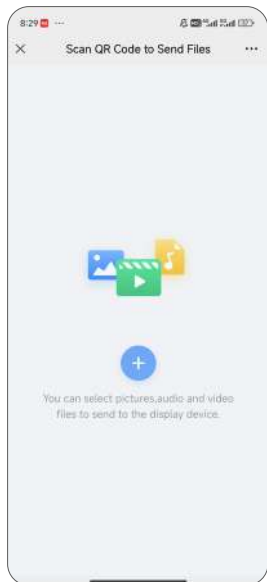 8:29 ...
Scan QR Code to Send Files
You can select pictures,audio and video
files to send to the display device.